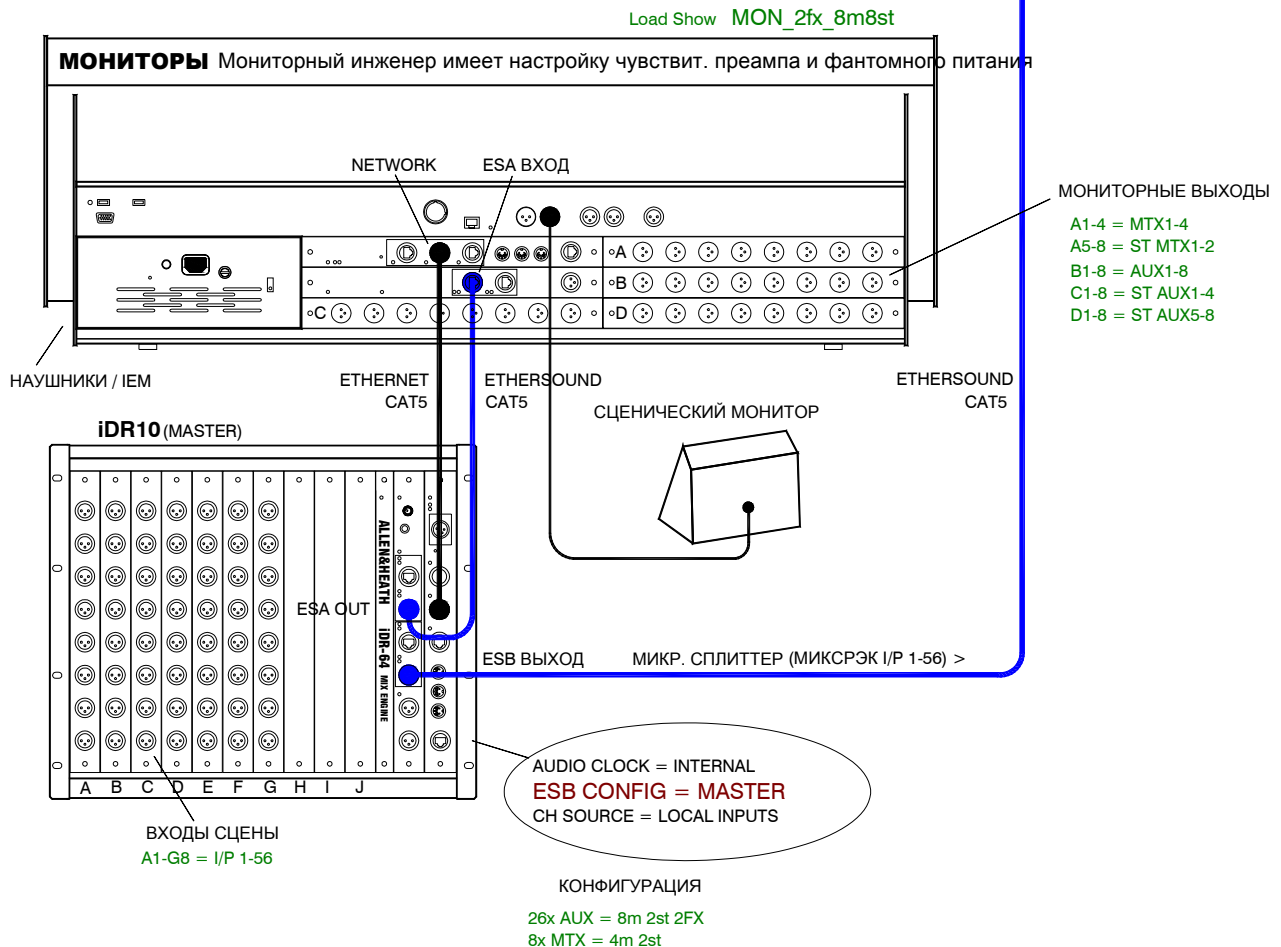 Load Show MON_2fx_8m8st
МОНИТОРЫ Мониторный инженер имеет настройку чувствит. преампа и фантомного питания
NETWORK
ESA ВХОД
МОНИТОРНЫЕ ВЫХОДЫ
A1-4 = MTX1-4
A5-8 = ST MTX1-2
B1-8 = AUX1-8
C1-8 = ST AUX1-4
D1-8 = ST AUX5-8
A
B
C
D
НАУШНИКИ / IEM
ETHERNET
CAT5
ETHERSOUND
CAT5
ETHERSOUND
CAT5
СЦЕНИЧЕСКИЙ МОНИТОР
iDR10 (MASTER)
ALLEN&HEATH
iDR-64 MIX ENGINE
ESA OUT
ESB ВЫХОД
МИКР. СПЛИТТЕР (МИКСРЭК I/P 1-56) >
A B C D E F G H I J
AUDIO CLOCK = INTERNAL
ESB CONFIG = MASTER
CH SOURCE = LOCAL INPUTS
ВХОДЫ СЦЕНЫ
A1-G8 = I/P 1-56
КОНФИГУРАЦИЯ
26x AUX = 8m 2st 2FX
8x MTX = 4m 2st